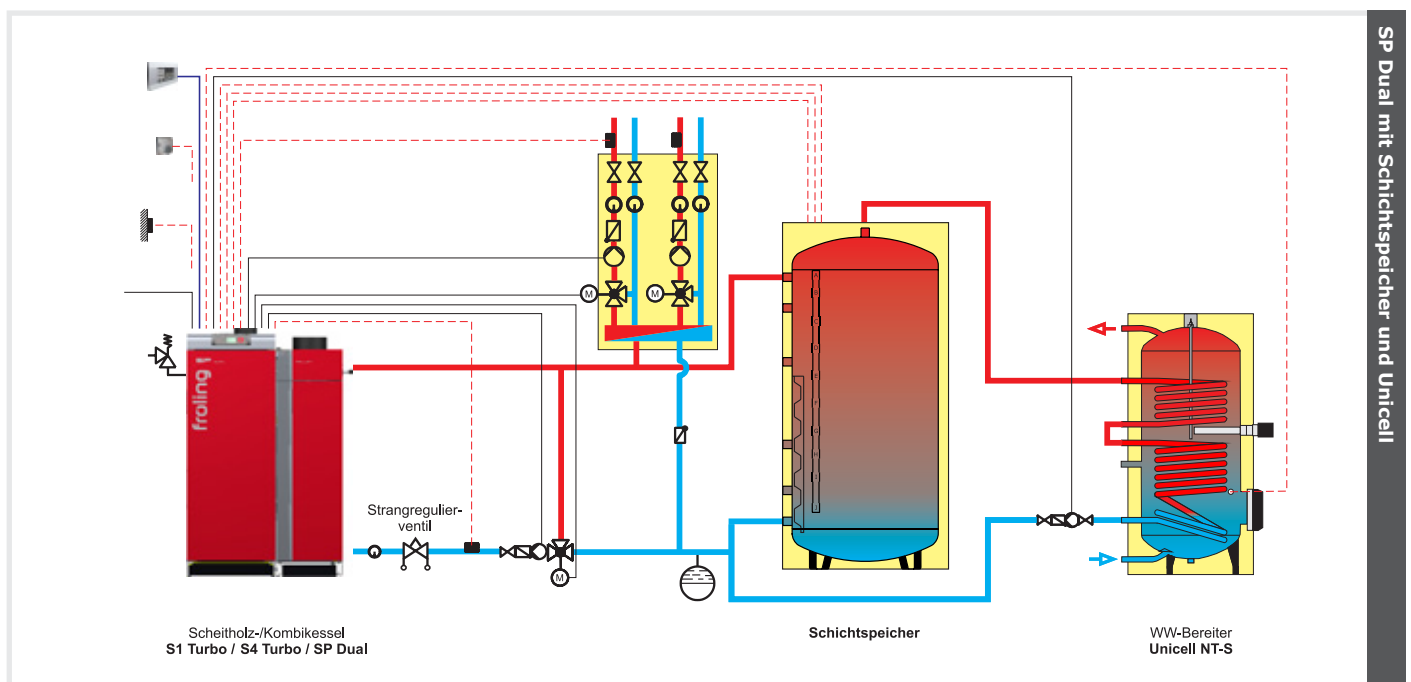 SP Dual mit Schichtspeicher und Unicell
M
M
froling
Strangregulier-
ventil
M
Scheitholz-/Kombikessel
S1 Turbo / S4 Turbo / SP Dual
Schichtspeicher
WW-Bereiter
Unicell NT-S